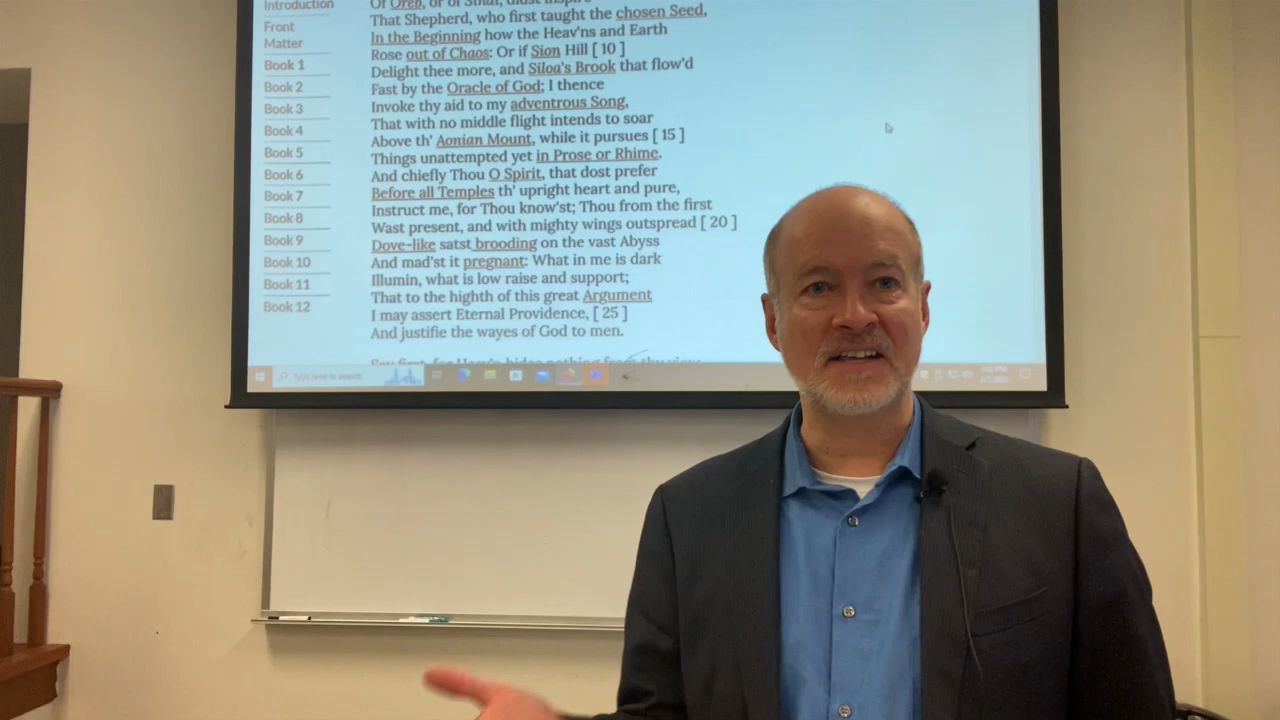 Introduction
Front
Matter
Book 1
Book 2
Book 3
Book 4
Book 5
Book 6
Book 7
Book 8
Book 9
Book 10
Book 11
Book 12
Of Oreb, or of Sinai, didst inspire
That Shepherd, who first taught the chosen Seed,
In the Beginning how the Heav'ns and Earth
Rose out of Chaos: Or if Sion Hill [ 10 ]
Delight thee more, and Siloa's Brook that flow'd
Fast by the Oracle of God; I thence
Invoke thy aid to my adventrous Song,
That with no middle flight intends to soar
Above th' Aonian Mount, while it pursues [ 15 ]
Things unattempted yet in Prose or Rhime.
And chiefly Thou O Spirit, that dost prefer
Before all Temples th' upright heart and pure,
Instruct me, for Thou know'st; Thou from the first
Wast present, and with mighty wings outspread [ 20 ]
Dove-like satst brooding on the vast Abyss
And mad'st it pregnant: What in me is dark
Illumin, what is low raise and support;
That to the highth of this great Argument
I may assert Eternal Providence, [ 25 ]
And justifie the wayes of God to men.
Say first, for Heav'n hides nothing from thy view
Type here to search